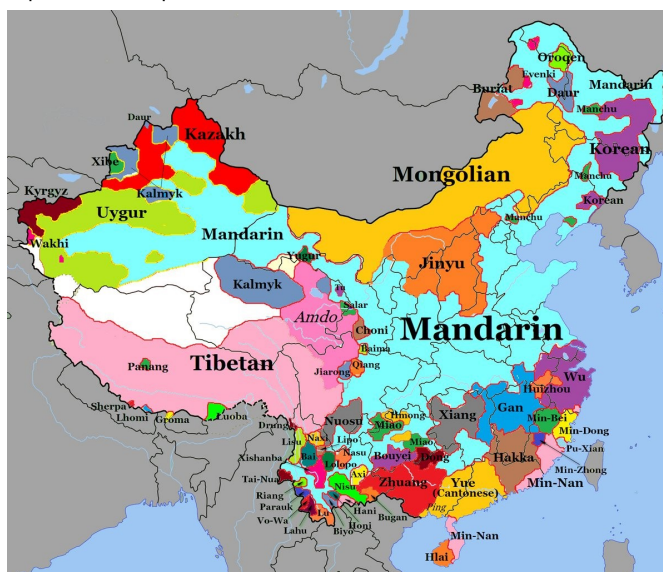 Oroqen
Evenki
Mandarin
Buriat
Daur
Manchu
Daur
Kazakh
Korean
Xibe
Mongolian
Manchu
Kyrgyz
Kalmyk
Korean
Uygur
Manchu
Wakhi
Mandarin
Yugur
Jinyu
Kalmyk
Tu
Salar
Amdo
Choni
Mandarin
Baima
Tibetan
Panang
Qiang
Jiarong
Wu
Huizhou
Sherpa
Lhomi
Groma
Luoba
Drung
Nuosu
Hmong
Miao
Xiang
Gan
Min-Bei
Min-Dong
Lisu
Naxi
Lipo
Miao
Pu-Xian
Xishanba
Bai
Nasu
Bouyei
Dong
Hakka
Lolopo
Min-Zhong
Tai-Nua
Axi
Zhuang
Yue
(Cantonese)
Min-Nan
Riang
Nisu
Parauk
Hani
Ping
Vo-Wa
Lu
Bugan
Lahu
Biyo
Honi
Min-Nan
Hlai